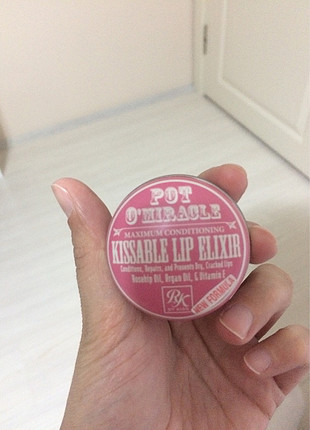 POT
O'MIRACLE
MAXIMUM CONDITIONING
KISSABLE LIP ELIXIR
Conditions, Repairs, and Prevents Dry, Cracked Lips
Rosehip Oil, Argan Oil, & Vitamin E
RK
NEW FORMULA